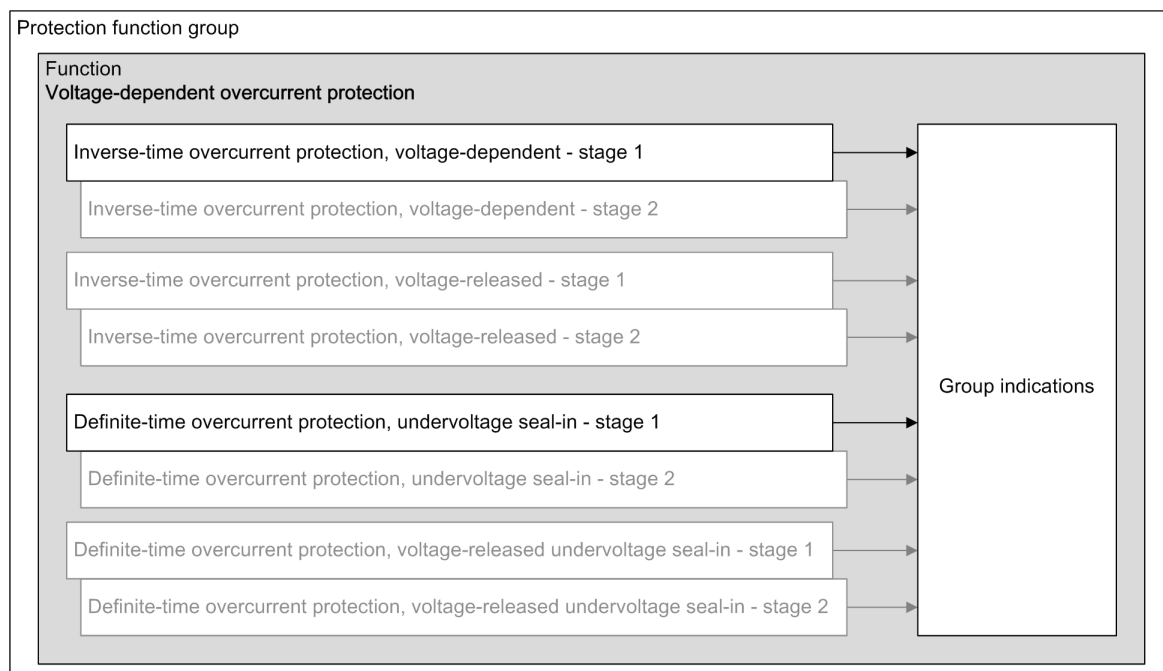 Protection function group
Function
Voltage-dependent overcurrent protection
Inverse-time overcurrent protection, voltage-dependent - stage 1
Inverse-time overcurrent protection, voltage-dependent - stage 2
Inverse-time overcurrent protection, voltage-released - stage 1
Inverse-time overcurrent protection, voltage-released - stage 2
Definite-time overcurrent protection, undervoltage seal-in - stage 1
Definite-time overcurrent protection, undervoltage seal-in - stage 2
Definite-time overcurrent protection, voltage-released undervoltage seal-in - stage 1
Definite-time overcurrent protection, voltage-released undervoltage seal-in - stage 2
Group indications